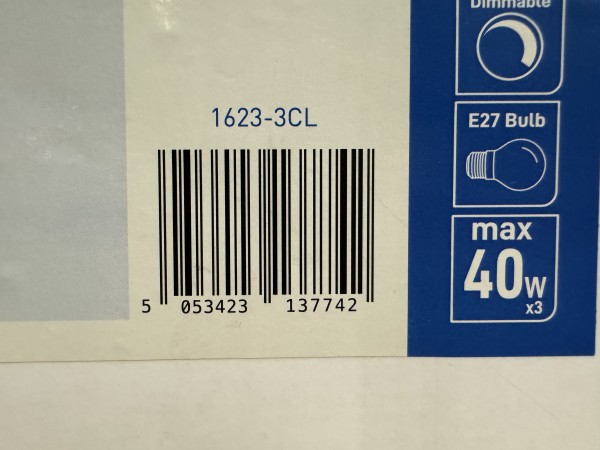 Dimmable
1623-3CL
E27 Bulb
max
40W
x3
5 053423 137742